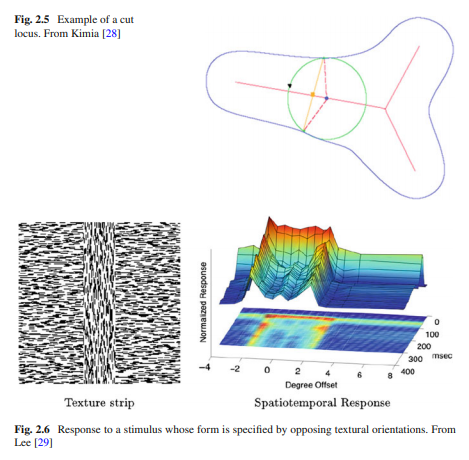 Fig. 2.5 Example of a cut
locus. From Kimia [28]
Normalized Response
0
100
200
300 msec
400
-4 -2 0 2 4 6 8
Degree Offset
Texture strip Spatiotemporal Response
Fig. 2.6 Response to a stimulus whose form is specified by opposing textural orientations. From
Lee [29]